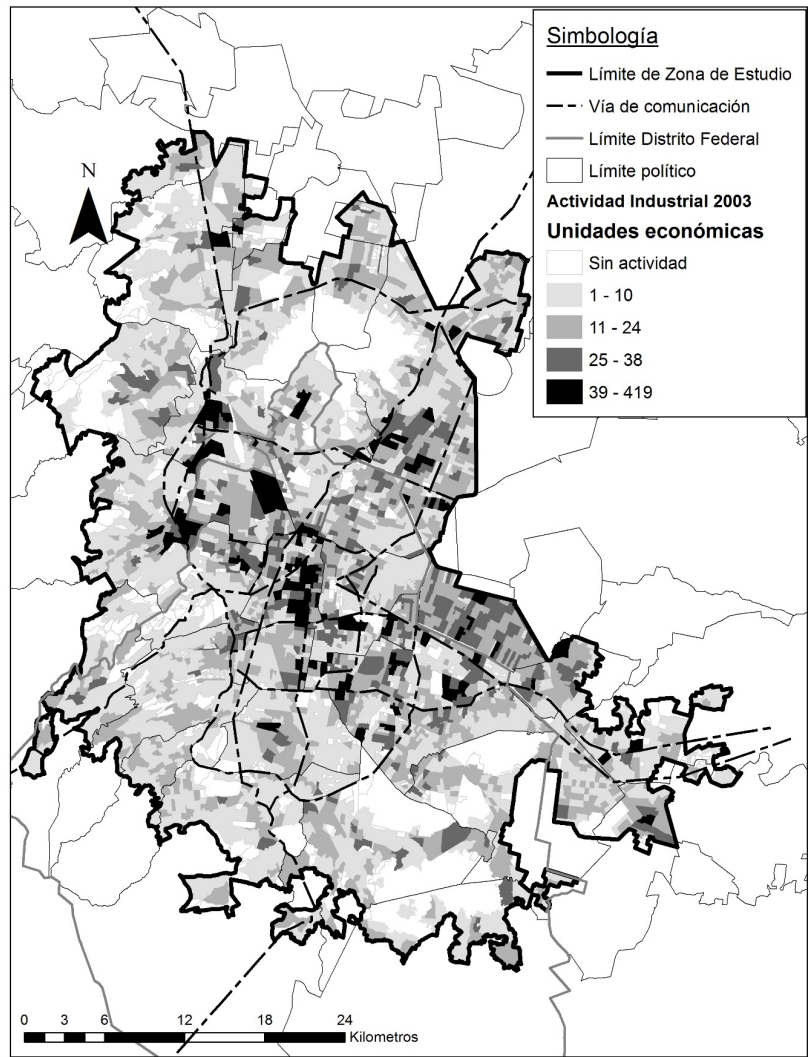 Simbología
Límite de Zona de Estudio
Vía de comunicación
Límite Distrito Federal
Límite político
Actividad Industrial 2003
Unidades económicas
Sin actividad
1 - 10
11 - 24
25 - 38
39 - 419
N
0 3 6 12 18 24
Kilometros